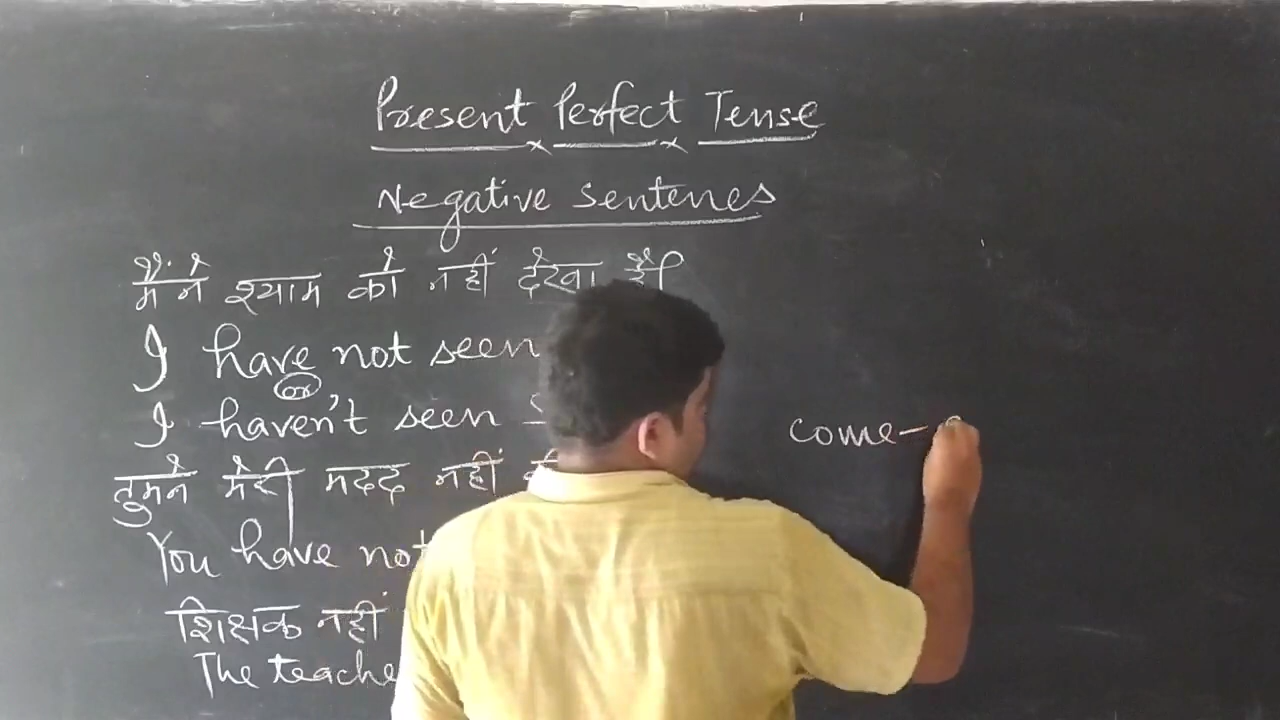 Present Perfect Tense
Negative Sentenes
मैं ने श्याम को नहीं देखा है
I have not seen
or
I haven't seen S
तुमने मेरी मदद नहीं
You have not
शिक्षक नहीं
The teache
come-